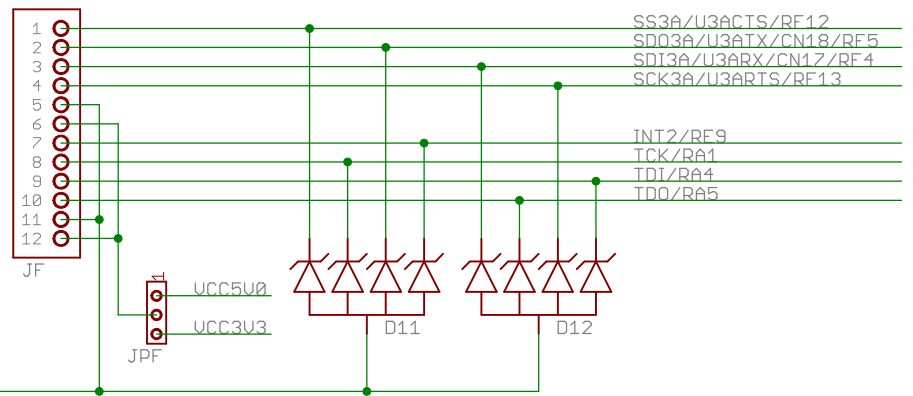 SS3A/U3ACTS/RF12
1
SDO3A/U3ATX/CN18/RF5
2
SDI3A/U3ARX/CN17/RF4
3
SCK3A/U3ARTS/RF13
4
5
6
INT2/RE9
7
TCK/RA1
8
TDI/RA4
9
TDO/RA5
10
11
12
JF
1
VCC5V0
VCC3V3
D11
D12
JPF